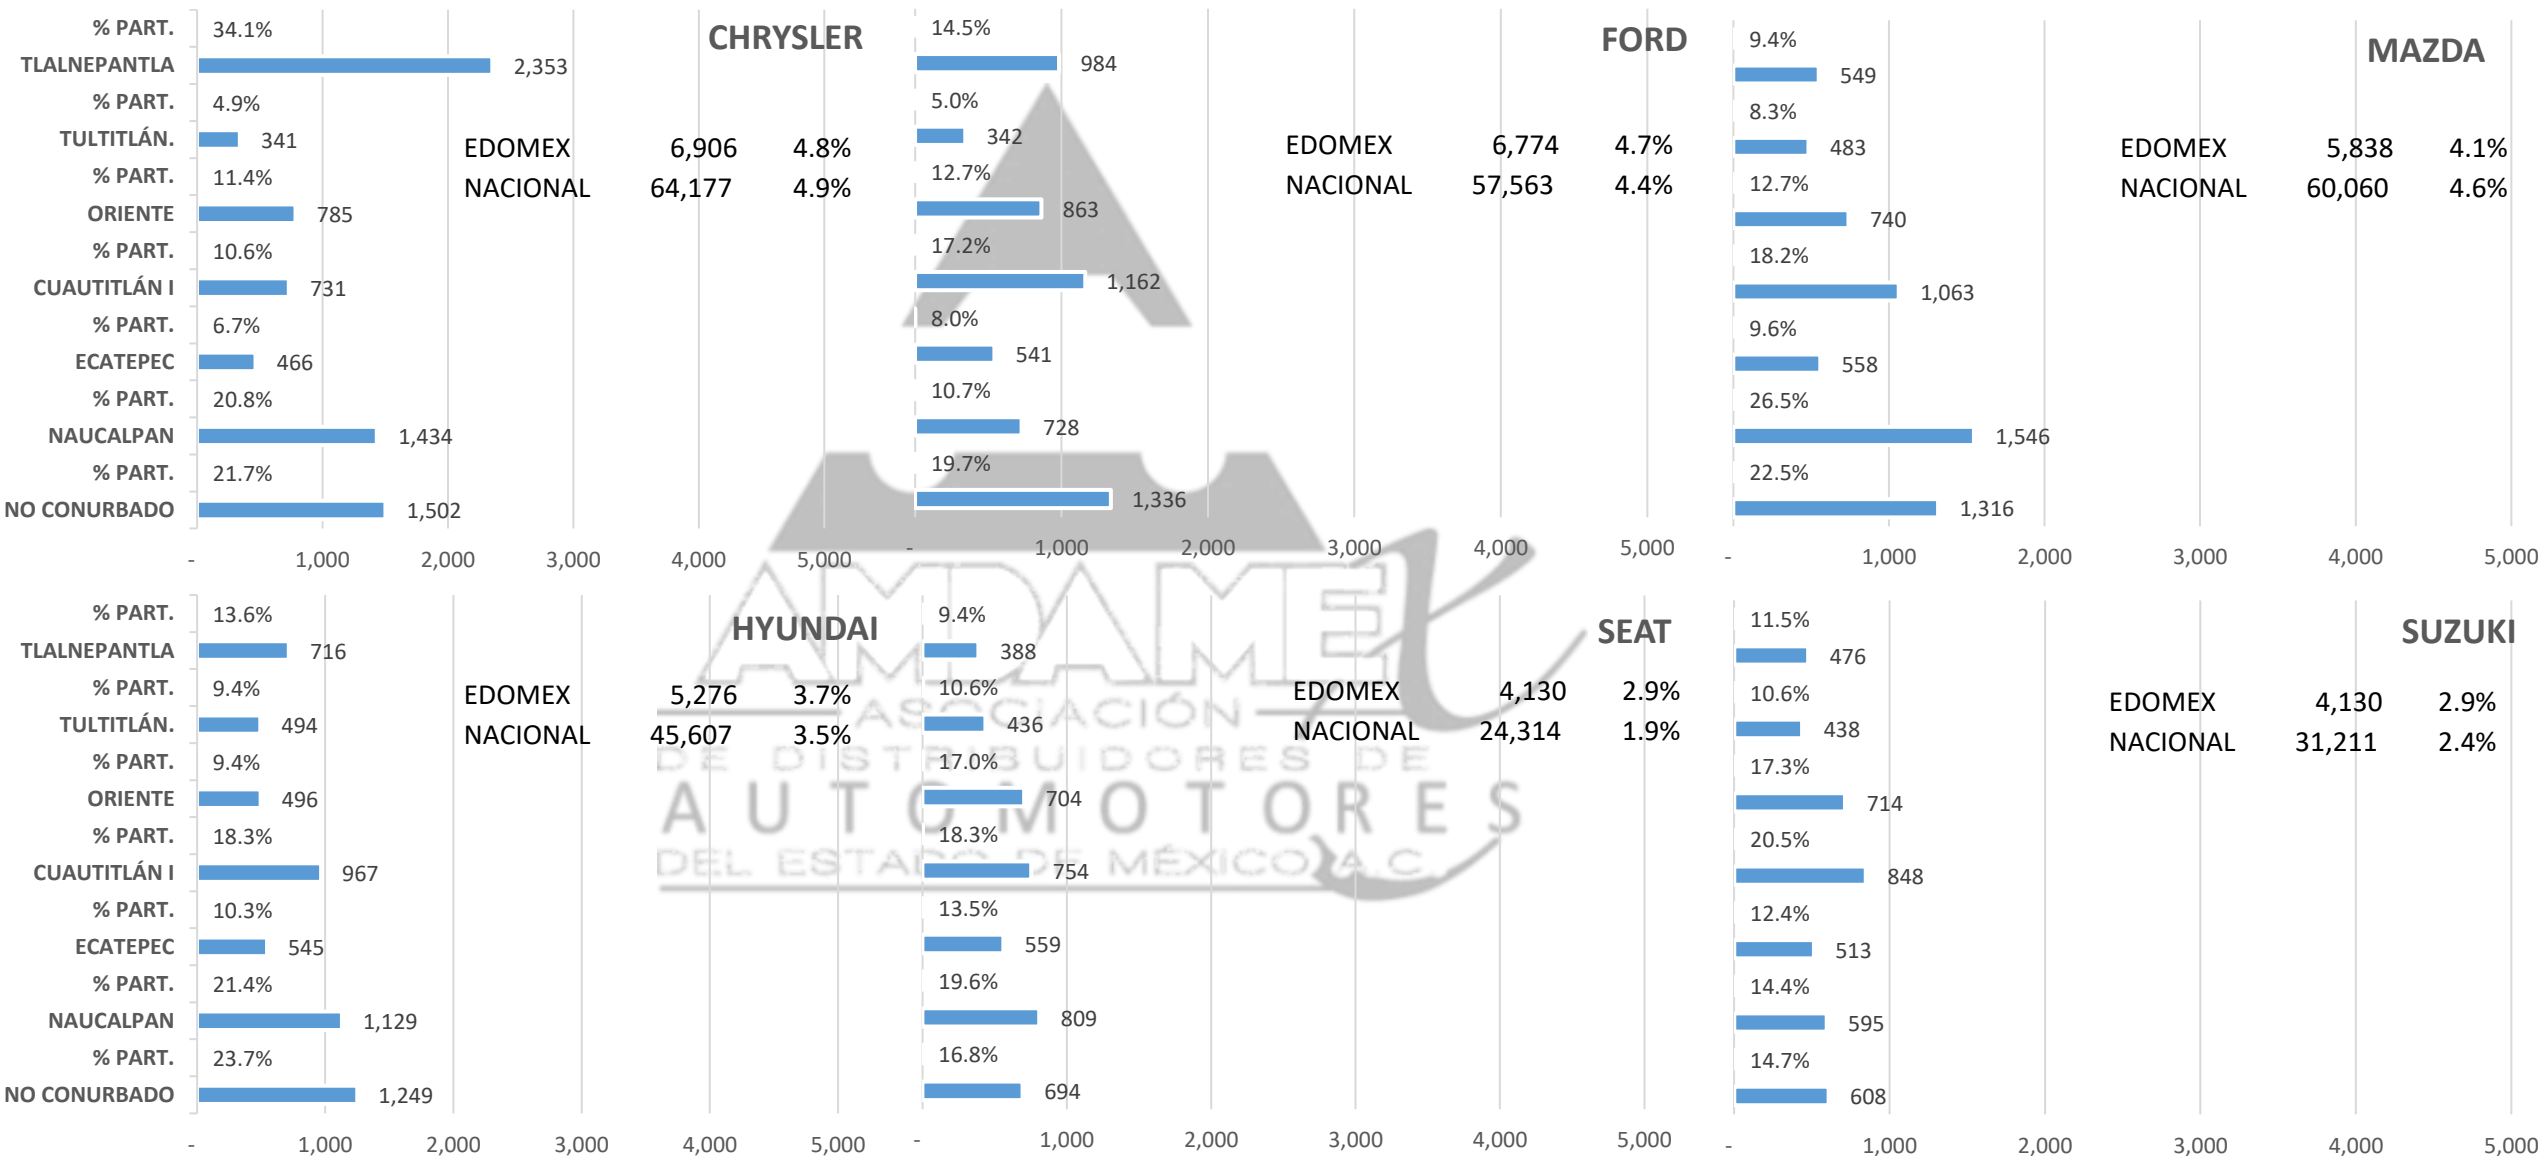 CHRYSLER
% PART. 34.1%
TLALNEPANTLA 2,353
% PART. 4.9%
TULTITLÁN. 341
% PART. 11.4%
ORIENTE 785
% PART. 10.6%
CUAUTITLÁN I 731
% PART. 6.7%
ECATEPEC 466
% PART. 20.8%
NAUCALPAN 1,434
% PART. 21.7%
NO CONURBADO 1,502
EDOMEX 6,906 4.8%
NACIONAL 64,177 4.9%
- 1,000 2,000 3,000 4,000 5,000
FORD
14.5%
984
5.0%
342
12.7%
863
17.2%
1,162
8.0%
541
10.7%
728
19.7%
1,336
EDOMEX 6,774 4.7%
NACIONAL 57,563 4.4%
- 1,000 2,000 3,000 4,000 5,000
MAZDA
9.4%
549
8.3%
483
12.7%
740
18.2%
1,063
9.6%
558
26.5%
1,546
22.5%
1,316
EDOMEX 5,838 4.1%
NACIONAL 60,060 4.6%
- 1,000 2,000 3,000 4,000 5,000
HYUNDAI
% PART. 13.6%
TLALNEPANTLA 716
% PART. 9.4%
TULTITLÁN. 494
% PART. 9.4%
ORIENTE 496
% PART. 18.3%
CUAUTITLÁN I 967
% PART. 10.3%
ECATEPEC 545
% PART. 21.4%
NAUCALPAN 1,129
% PART. 23.7%
NO CONURBADO 1,249
EDOMEX 5,276 3.7%
NACIONAL 45,607 3.5%
- 1,000 2,000 3,000 4,000 5,000
SEAT
9.4%
388
10.6%
436
17.0%
704
18.3%
754
13.5%
559
19.6%
809
16.8%
694
EDOMEX 4,130 2.9%
NACIONAL 24,314 1.9%
- 1,000 2,000 3,000 4,000 5,000
SUZUKI
11.5%
476
10.6%
438
17.3%
714
20.5%
848
12.4%
513
14.4%
595
14.7%
608
EDOMEX 4,130 2.9%
NACIONAL 31,211 2.4%
- 1,000 2,000 3,000 4,000 5,000
AMDAMEX
ASOCIACIÓN
DE DISTRIBUIDORES DE
AUTOMOTORES
DEL ESTADO DE MÉXICO A.C.